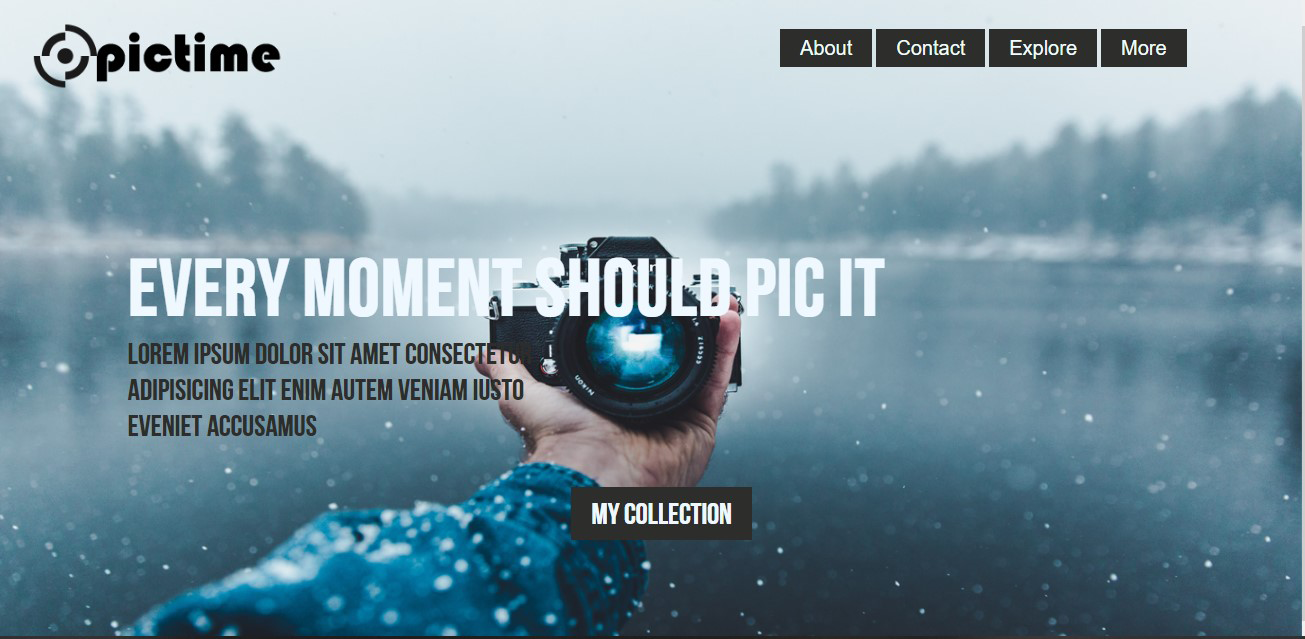 pictime
About Contact Explore More
EVERY MOMENT SHOULD PIC IT
LOREM IPSUM DOLOR SIT AMET CONSECTETUR
ADIPISICING ELIT ENIM AUTEM VENIAM IUSTO
EVENIET ACCUSAMUS
Nikon
MY COLLECTION